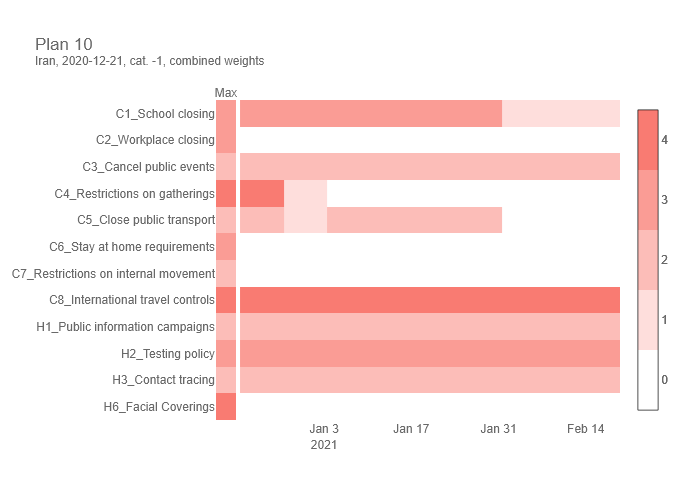 Plan 10
Iran, 2020-12-21, cat. -1, combined weights
Max
C1_School closing
C2_Workplace closing
C3_Cancel public events
C4_Restrictions on gatherings
C5_Close public transport
C6_Stay at home requirements
C7_Restrictions on internal movement
C8_International travel controls
H1_Public information campaigns
H2_Testing policy
H3_Contact tracing
H6_Facial Coverings
Jan 3
2021
Jan 17
Jan 31
Feb 14
4
3
2
1
0